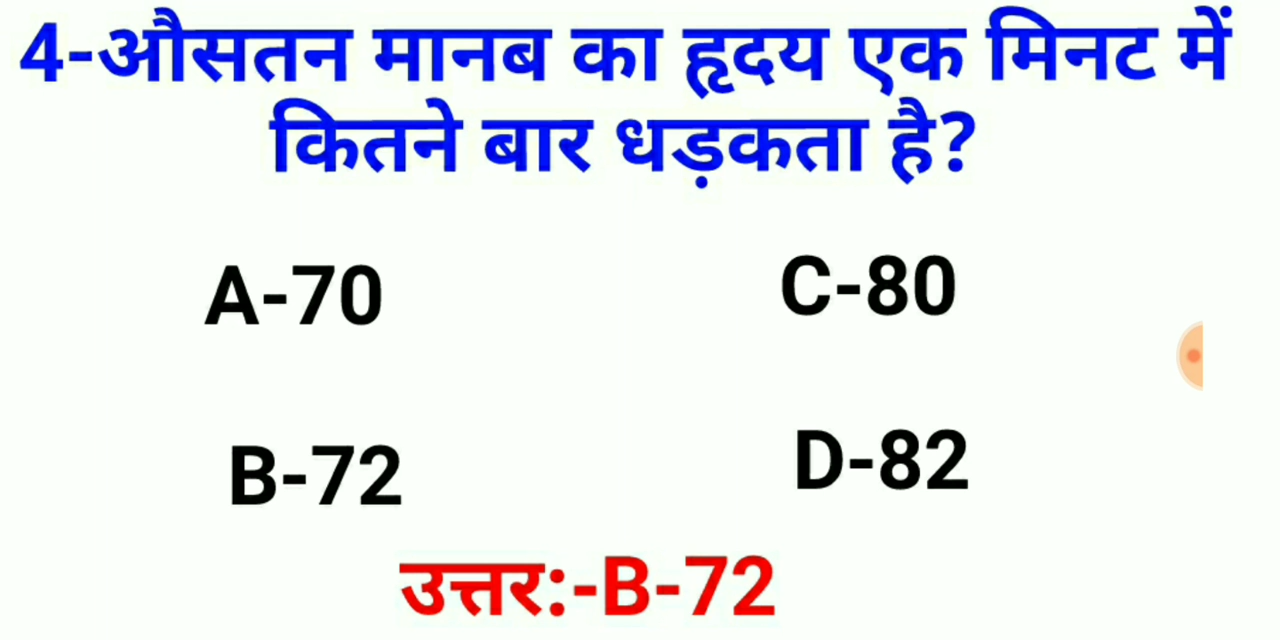 4-औसतन मानब का हृदय एक मिनट में
कितने बार धड़कता है?
A-70
C-80
B-72
D-82
उत्तर:-B-72